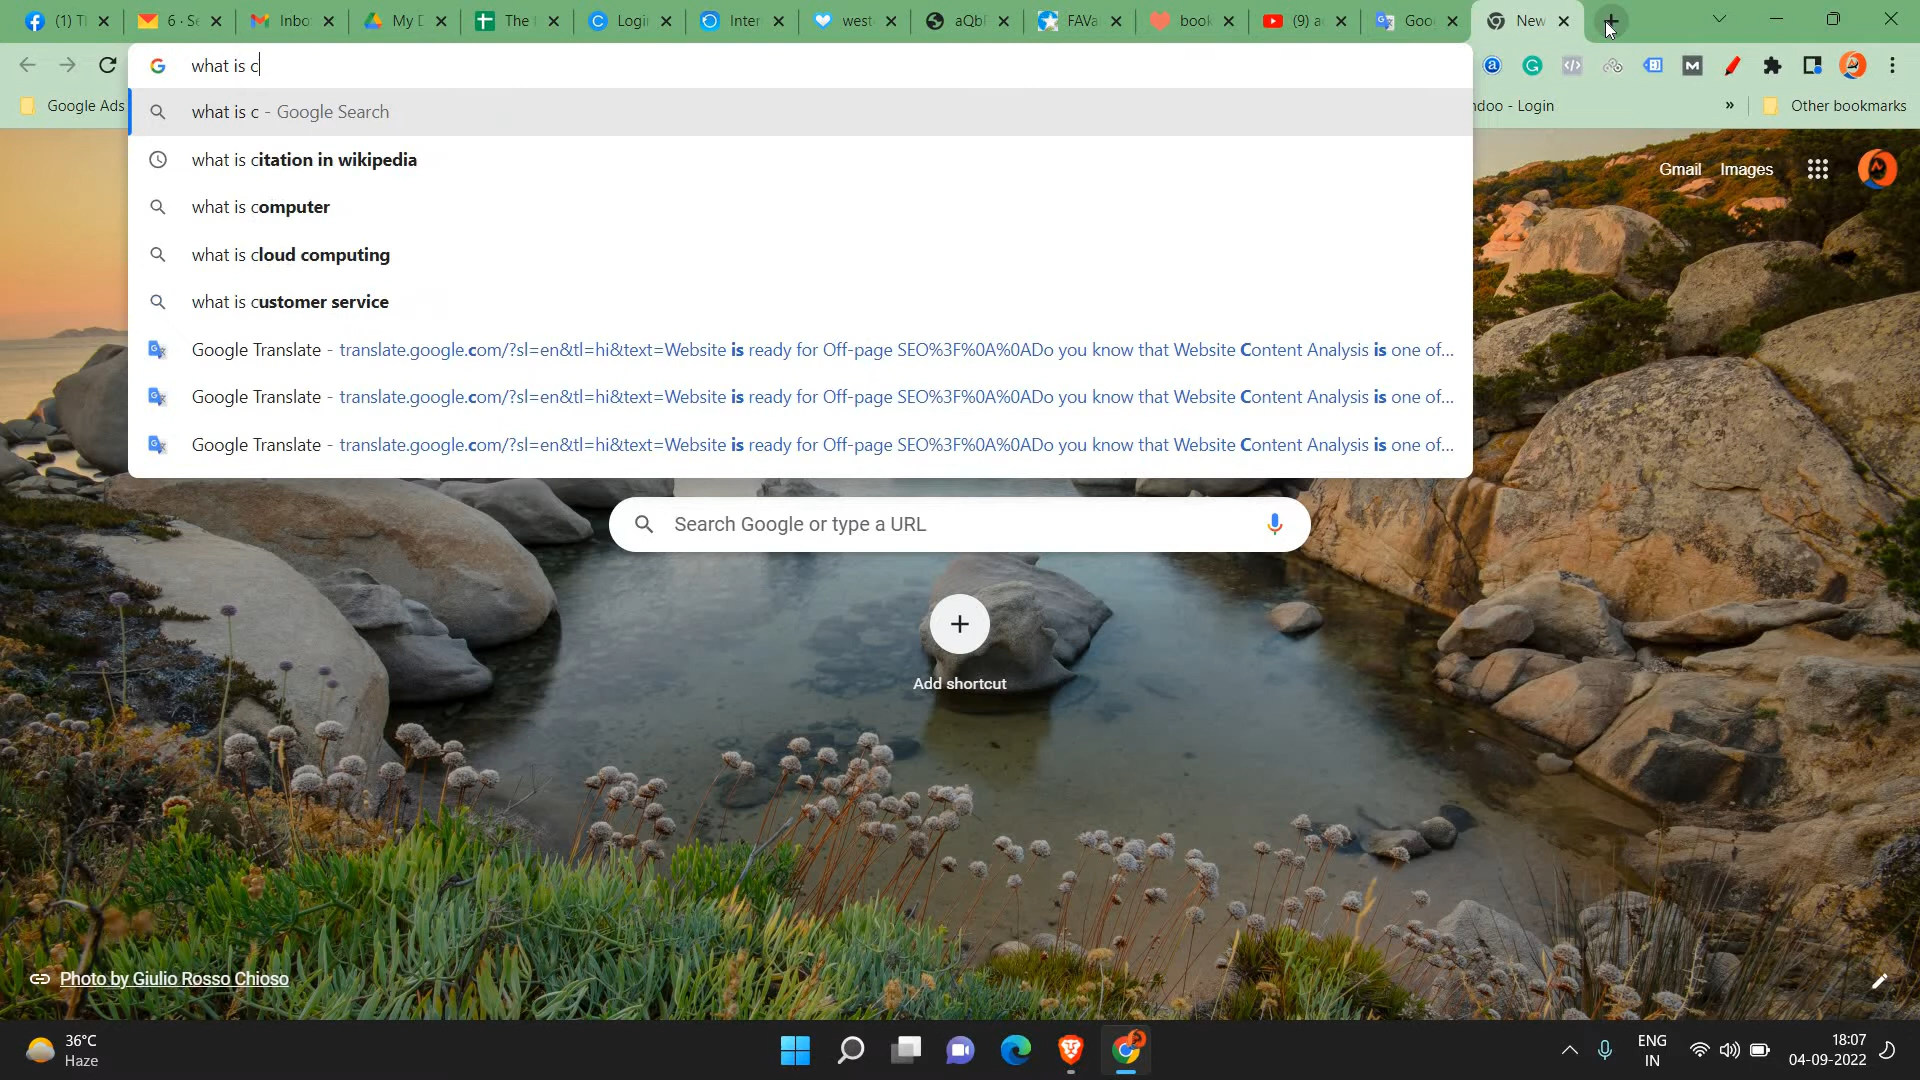 (1) T
6 · Se
Inbo
My D
The
Login
Inter
west
aQbF
FAVa
book
(9) a
Goo
New
what is c
Google Ads
ndoo - Login
»
Other bookmarks
what is c - Google Search
what is citation in wikipedia
what is computer
what is cloud computing
what is customer service
Google Translate - translate.google.com/?sl=en&tl=hi&text=Website is ready for Off-page SEO%3F%0A%0ADo you know that Website Content Analysis is one of...
Google Translate - translate.google.com/?sl=en&tl=hi&text=Website is ready for Off-page SEO%3F%0A%0ADo you know that Website Content Analysis is one of...
Google Translate - translate.google.com/?sl=en&tl=hi&text=Website is ready for Off-page SEO%3F%0A%0ADo you know that Website Content Analysis is one of...
Gmail Images
Search Google or type a URL
Add shortcut
Photo by Giulio Rosso Chioso
36°C
Haze
ENG
IN
18:07
04-09-2022